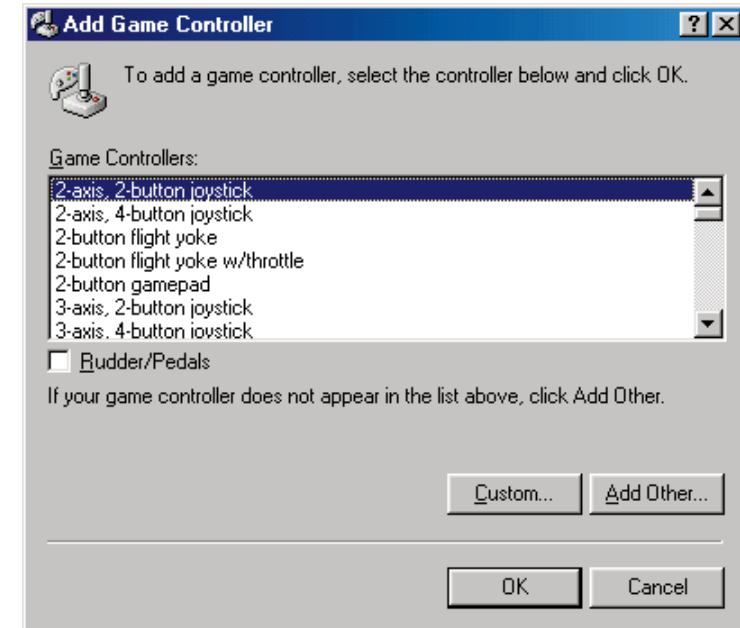 Add Game Controller
To add a game controller, select the controller below and click OK.
Game Controllers:
2-axis, 2-button joystick
2-axis, 4-button joystick
2-button flight yoke
2-button flight yoke w/throttle
2-button gamepad
3-axis, 2-button joystick
3-axis, 4-button joystick
Rudder/Pedals
If your game controller does not appear in the list above, click Add Other.
Custom... Add Other...
OK Cancel